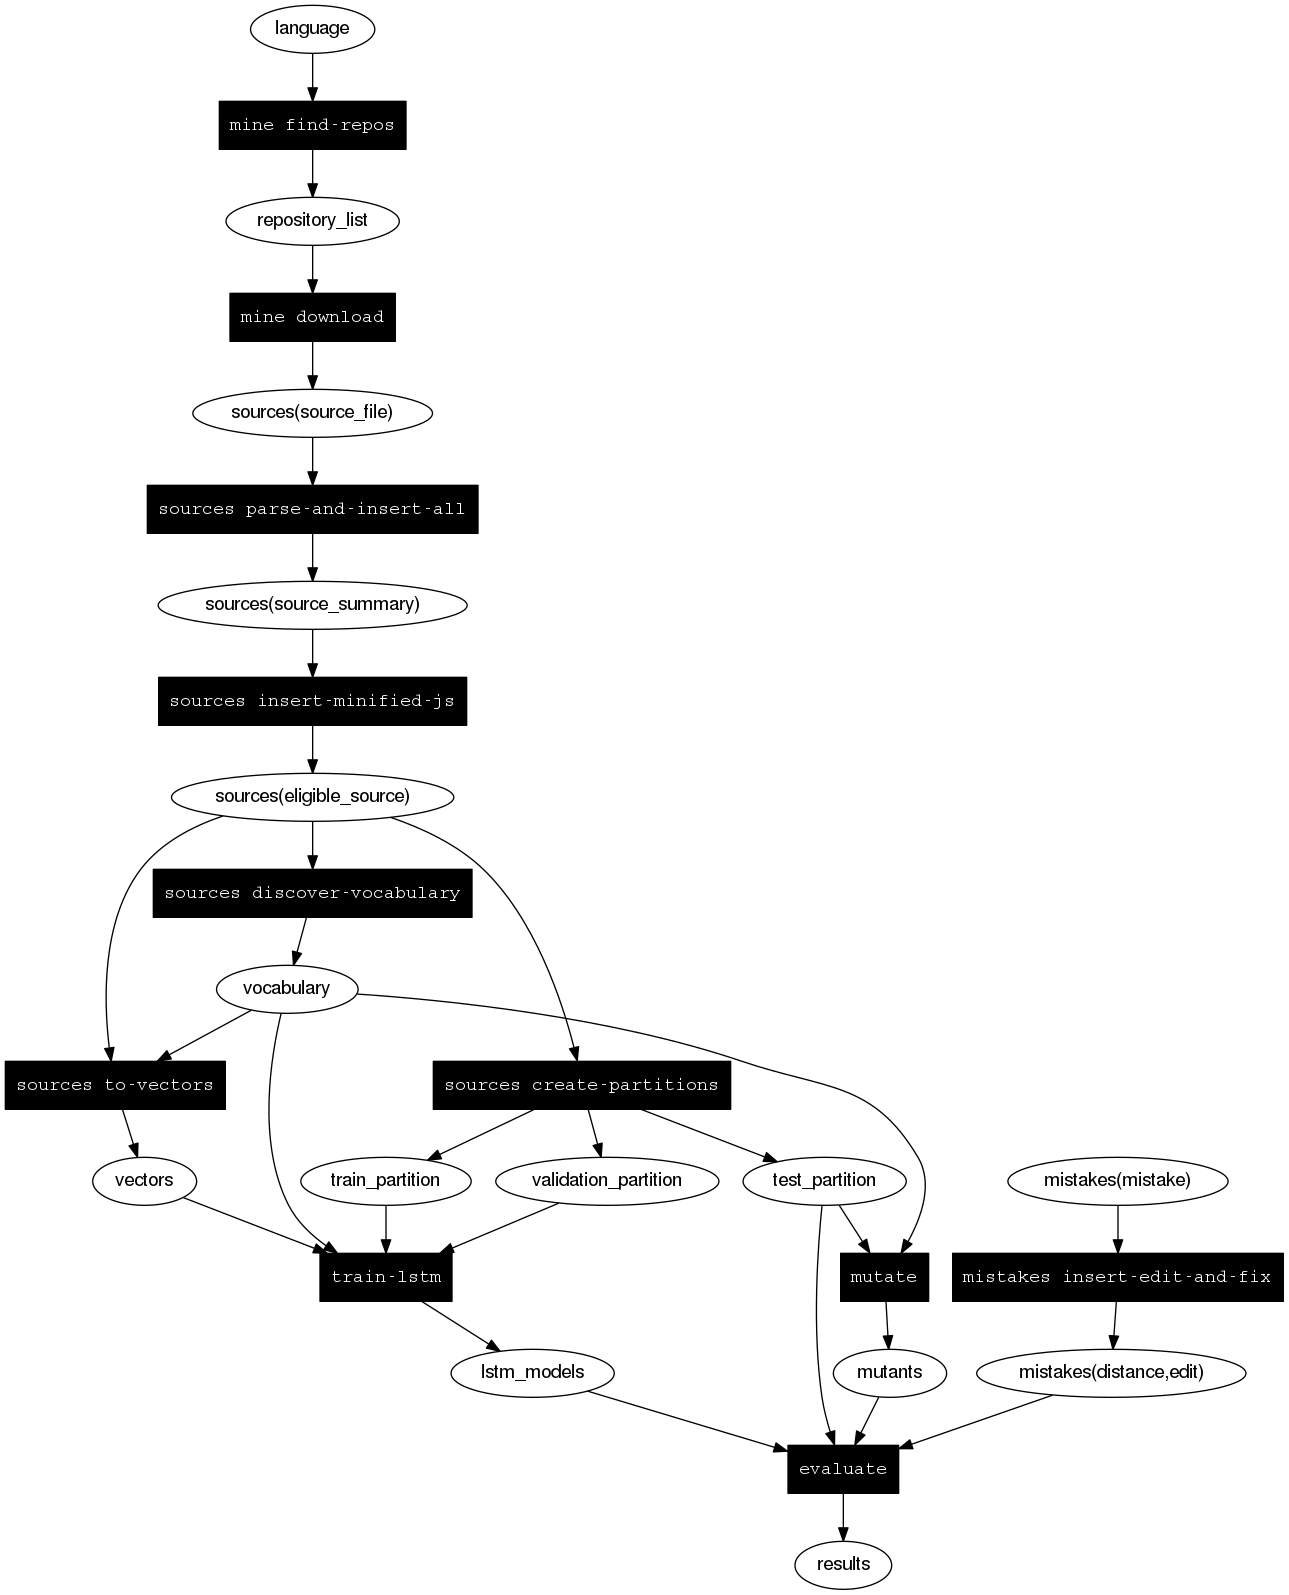 language
mine find-repos
repository_list
mine download
sources(source_file)
sources parse-and-insert-all
sources(source_summary)
sources insert-minified-js
sources(eligible_source)
sources discover-vocabulary
vocabulary
sources to-vectors
sources create-partitions
vectors
train_partition
validation_partition
test_partition
mistakes(mistake)
train-lstm
mutate
mistakes insert-edit-and-fix
lstm_models
mutants
mistakes(distance,edit)
evaluate
results